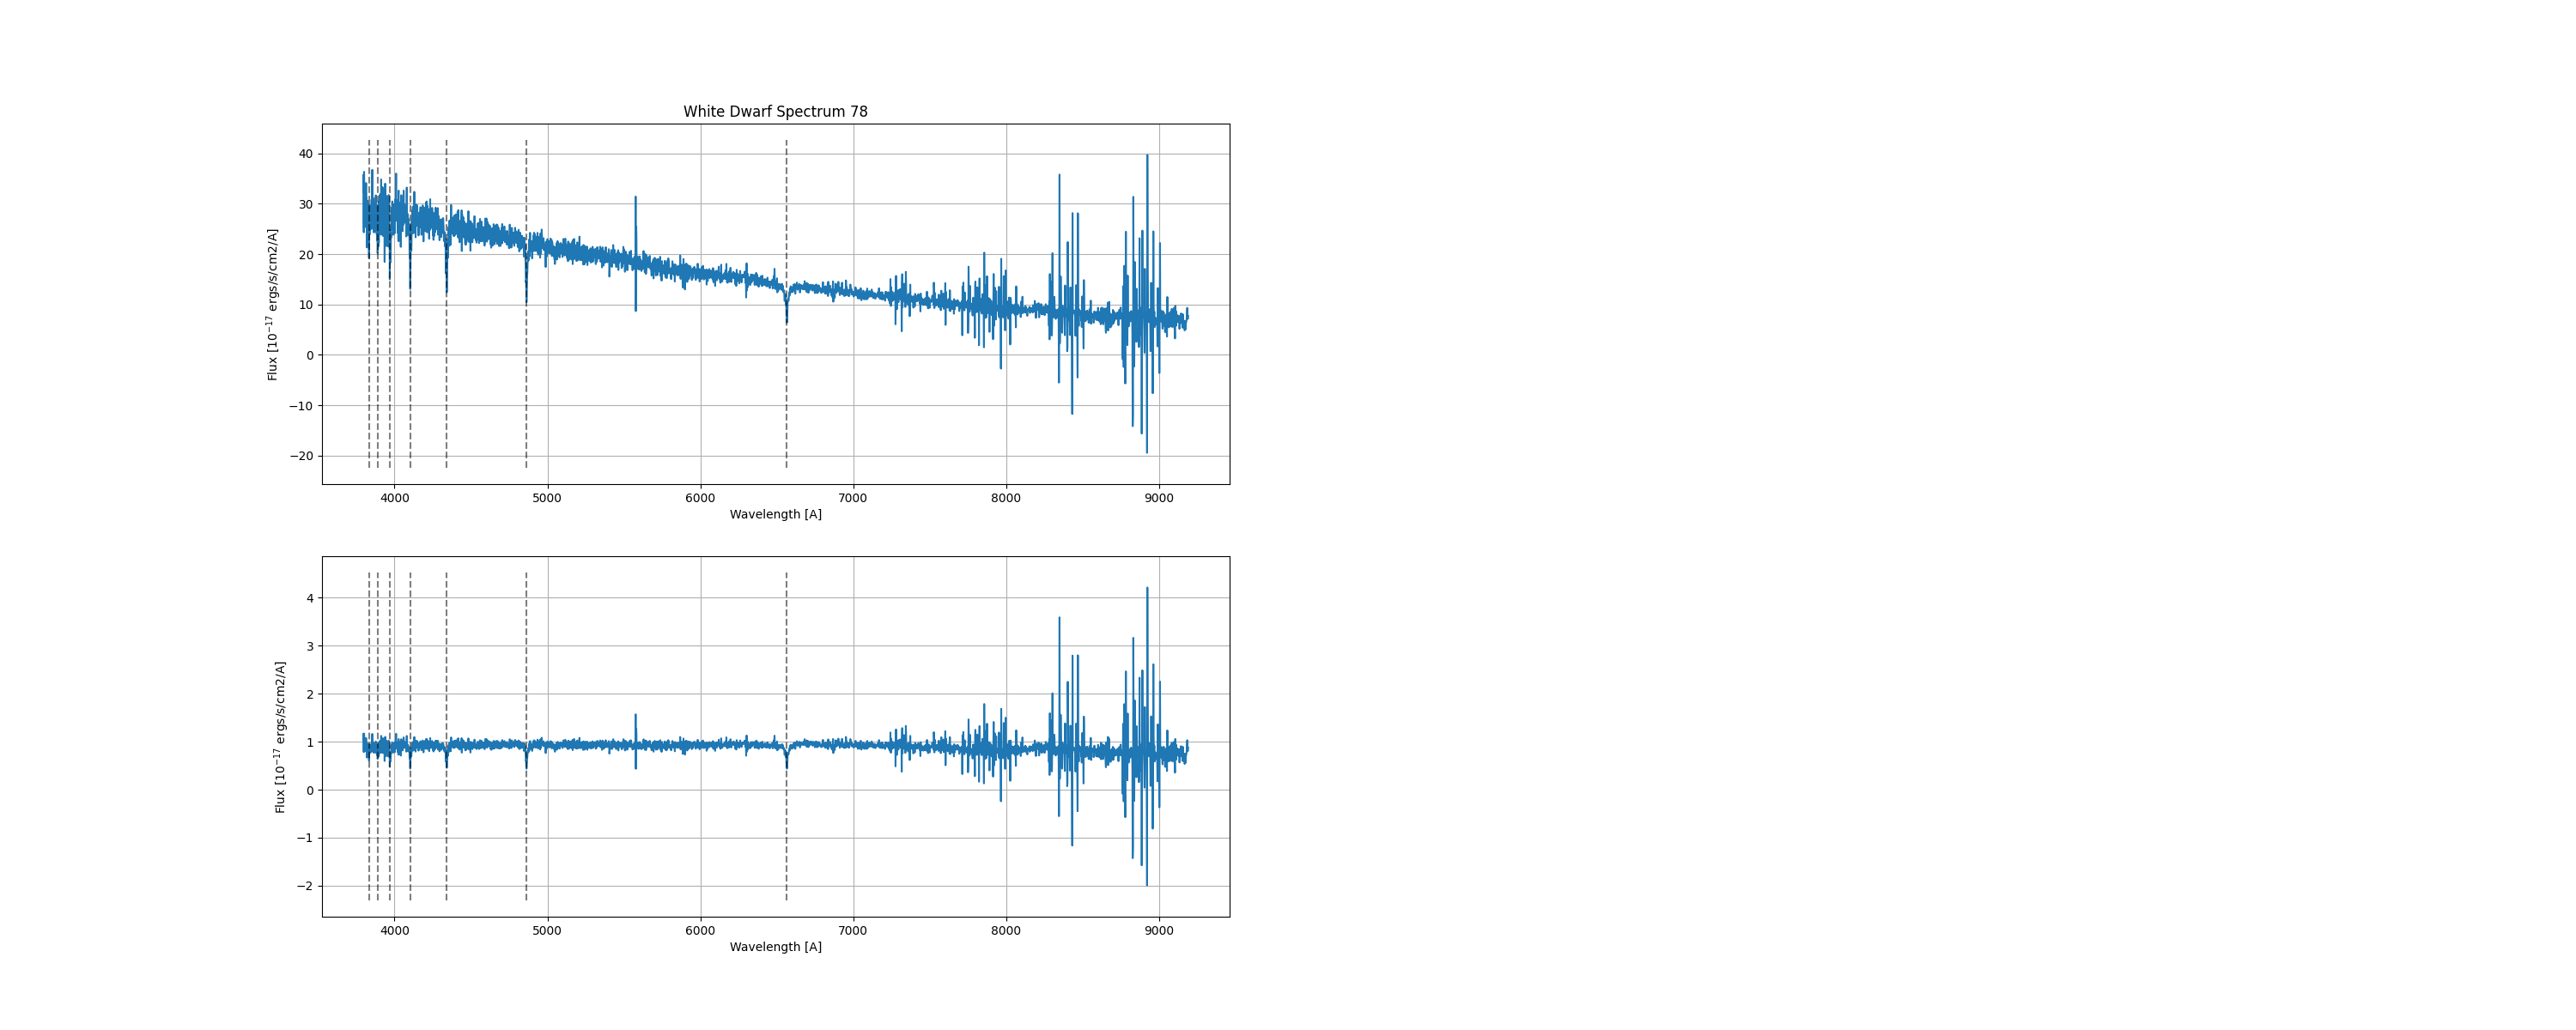 White Dwarf Spectrum 78
40
30
20
10
0
−10
−20
Flux [10⁻¹⁷ ergs/s/cm2/A]
4000 5000 6000 7000 8000 9000
Wavelength [A]
4
3
2
1
0
−1
−2
Flux [10⁻¹⁷ ergs/s/cm2/A]
4000 5000 6000 7000 8000 9000
Wavelength [A]